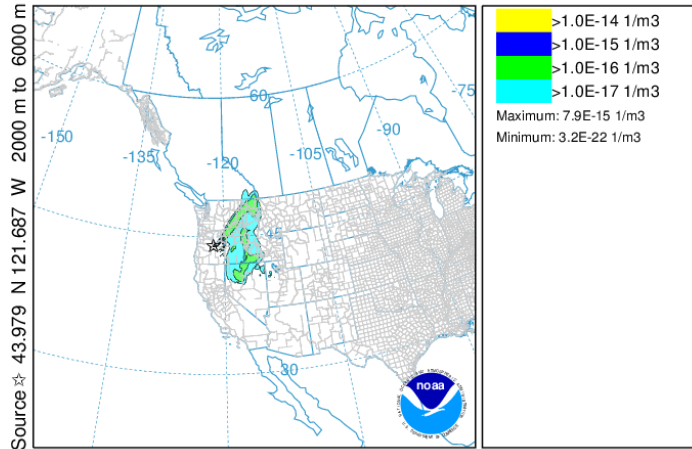 Source ☆ 43.979 N 121.687 W 2000 m to 6000 m
>1.0E-14 1/m3
>1.0E-15 1/m3
>1.0E-16 1/m3
>1.0E-17 1/m3
Maximum: 7.9E-15 1/m3
Minimum: 3.2E-22 1/m3
60
-75
-150
-135
-120
-105
-90
45
30
noaa